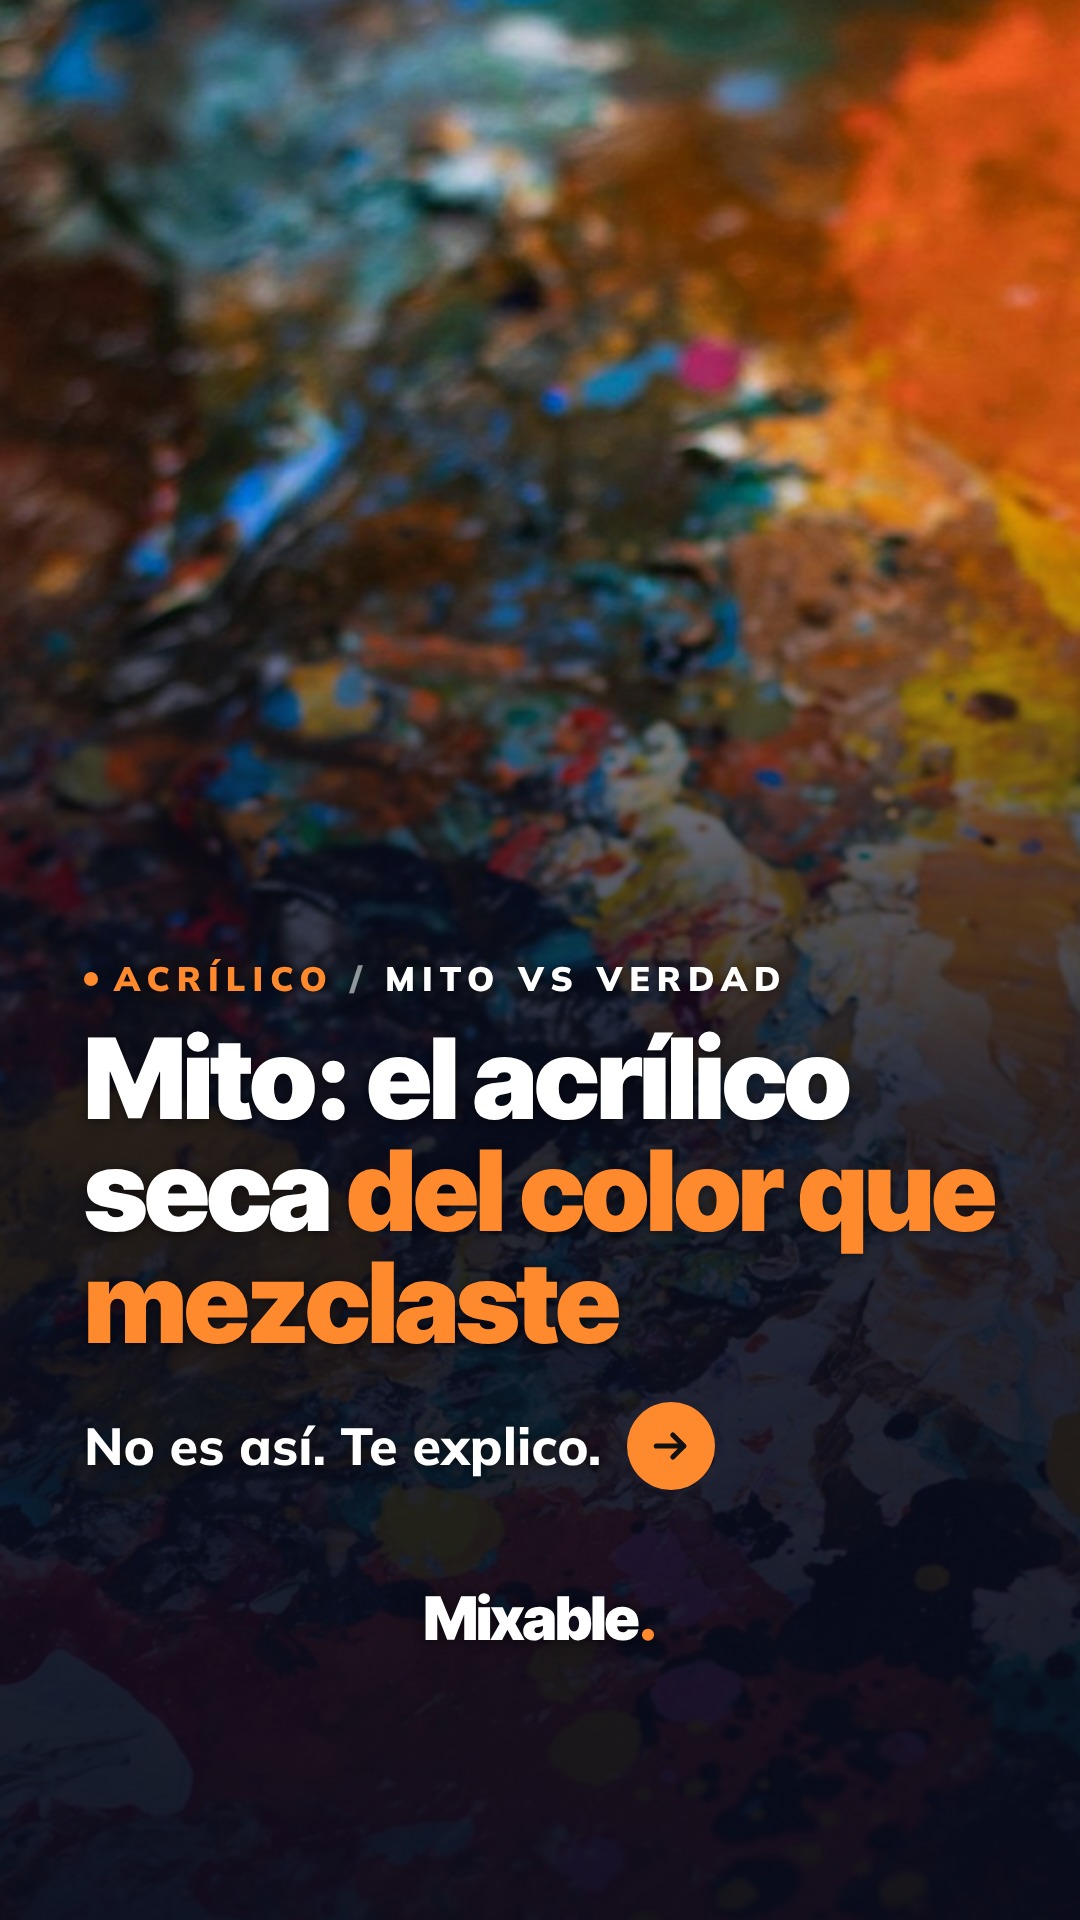 • ACRÍLICO / MITO VS VERDAD
Mito: el acrílico
seca del color que
mezclaste
No es así. Te explico. →
Mixable.